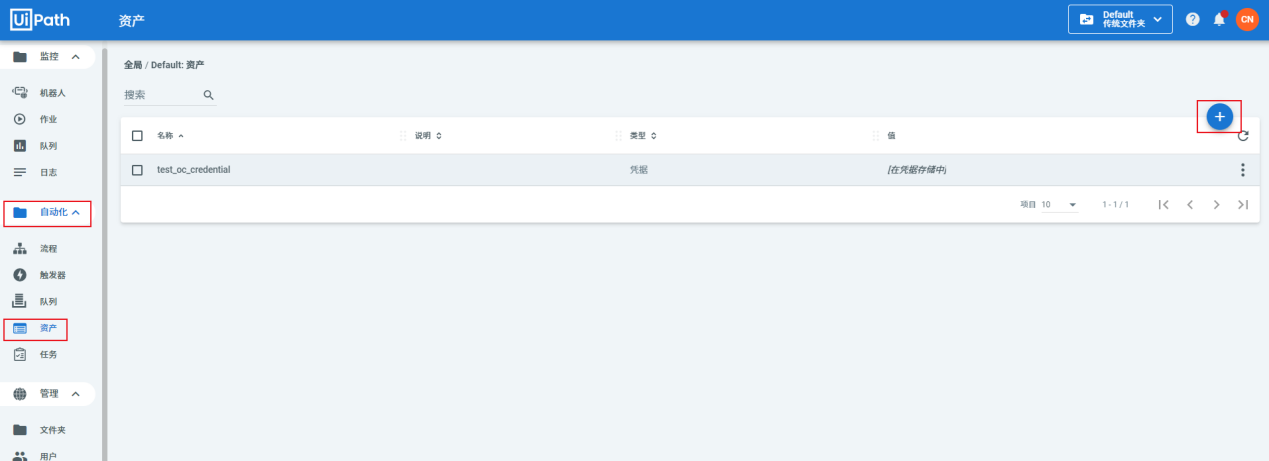 UiPath 资产 Default 传统文件夹 CN
监控
机器人
作业
队列
日志
自动化
流程
触发器
队列
资产
任务
管理
文件夹
用户
全局 / Default: 资产
搜索
名称 说明 类型 值
test_oc_credential 凭据 [在凭据存储中]
项目 10 1 - 1 / 1